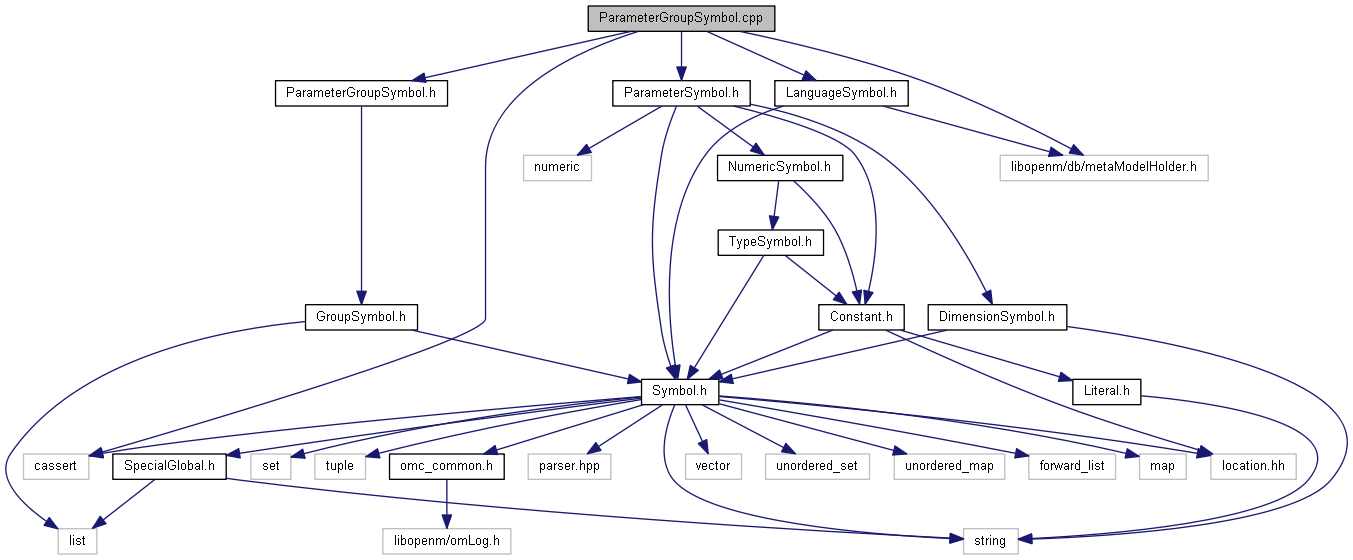 ParameterGroupSymbol.cpp
ParameterGroupSymbol.h
ParameterSymbol.h
LanguageSymbol.h
numeric
NumericSymbol.h
libopenm/db/metaModelHolder.h
TypeSymbol.h
GroupSymbol.h
Constant.h
DimensionSymbol.h
Symbol.h
Literal.h
cassert
SpecialGlobal.h
set
tuple
omc_common.h
parser.hpp
vector
unordered_set
unordered_map
forward_list
map
location.hh
list
libopenm/omLog.h
string